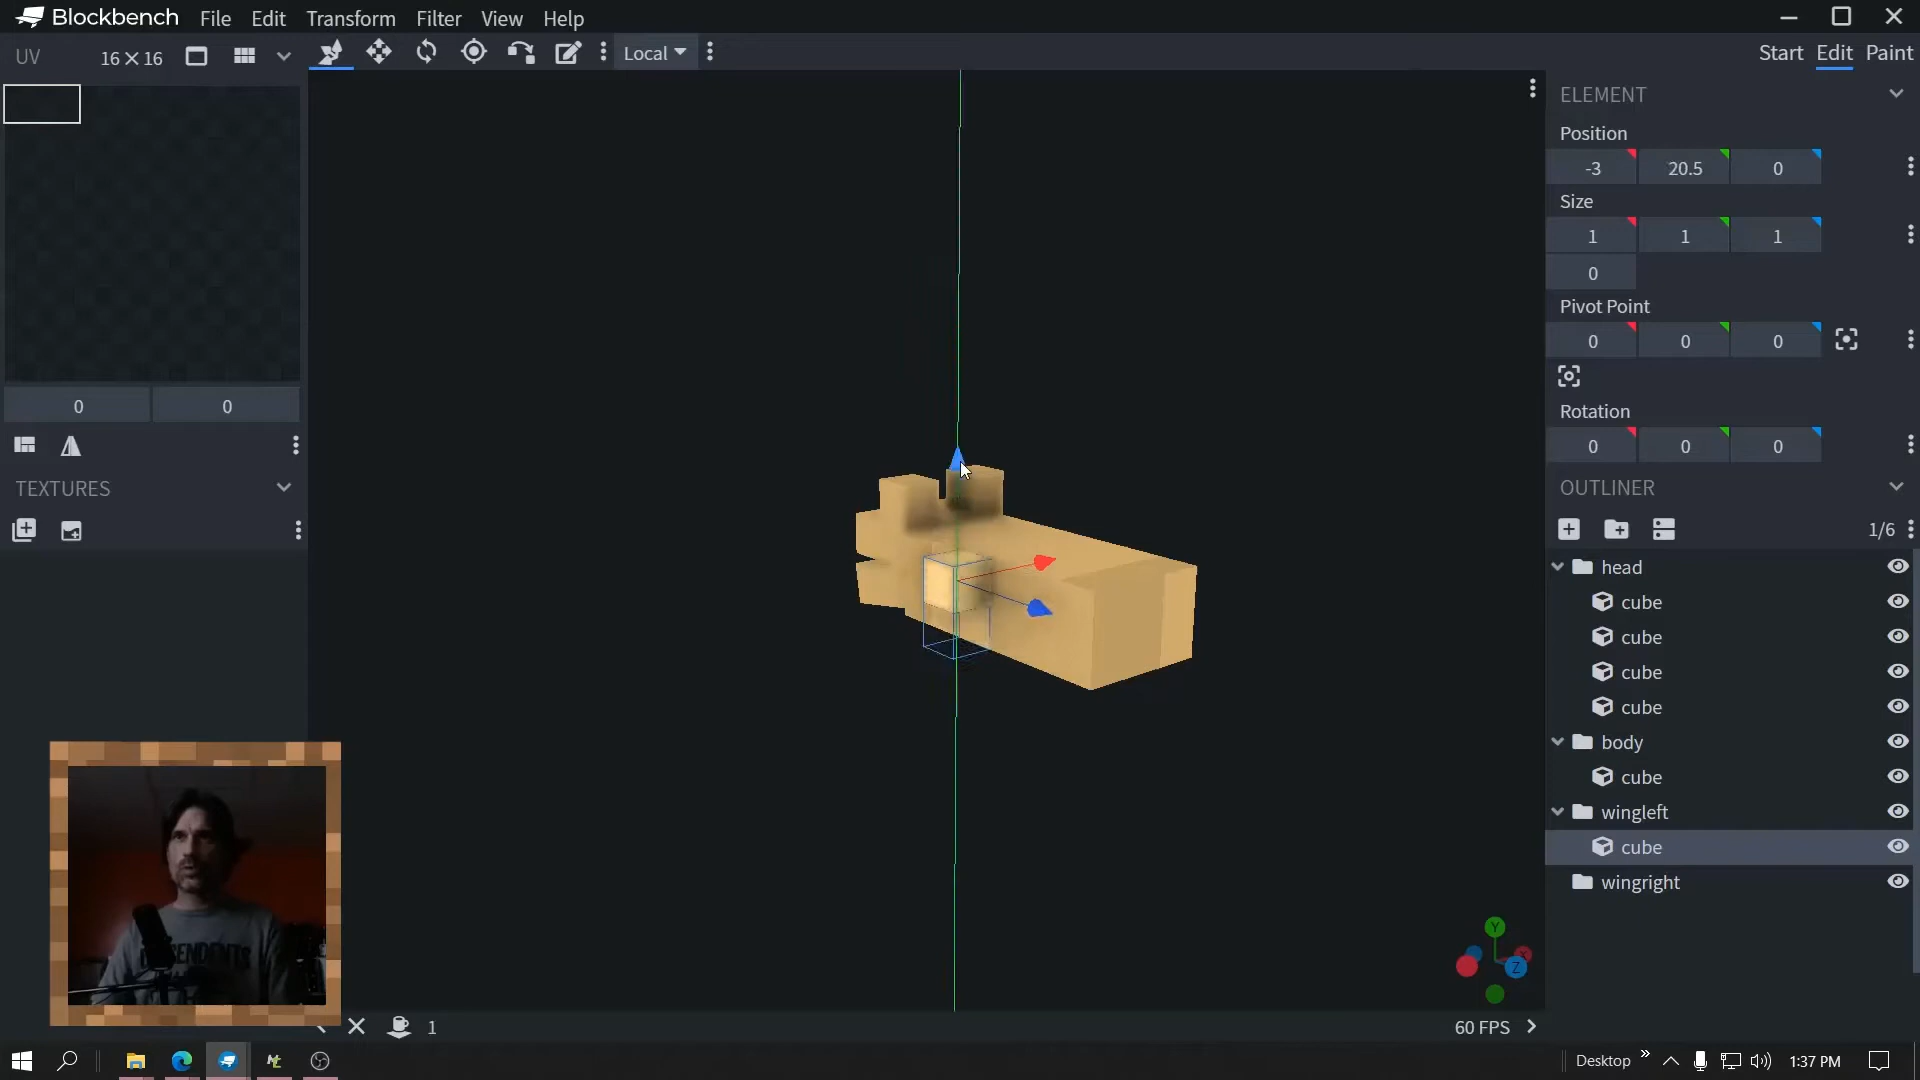 Blockbench File Edit Transform Filter View Help
UV 16×16 Local Start Edit Paint
ELEMENT
Position
-3 20.5 0
Size
1 1 1
0
Pivot Point
0 0 0
Rotation
0 0 0
0 0
TEXTURES
OUTLINER
1/6
head
cube
cube
cube
cube
body
cube
wingleft
cube
wingright
Y
X
Z
1 60 FPS
Desktop 1:37 PM